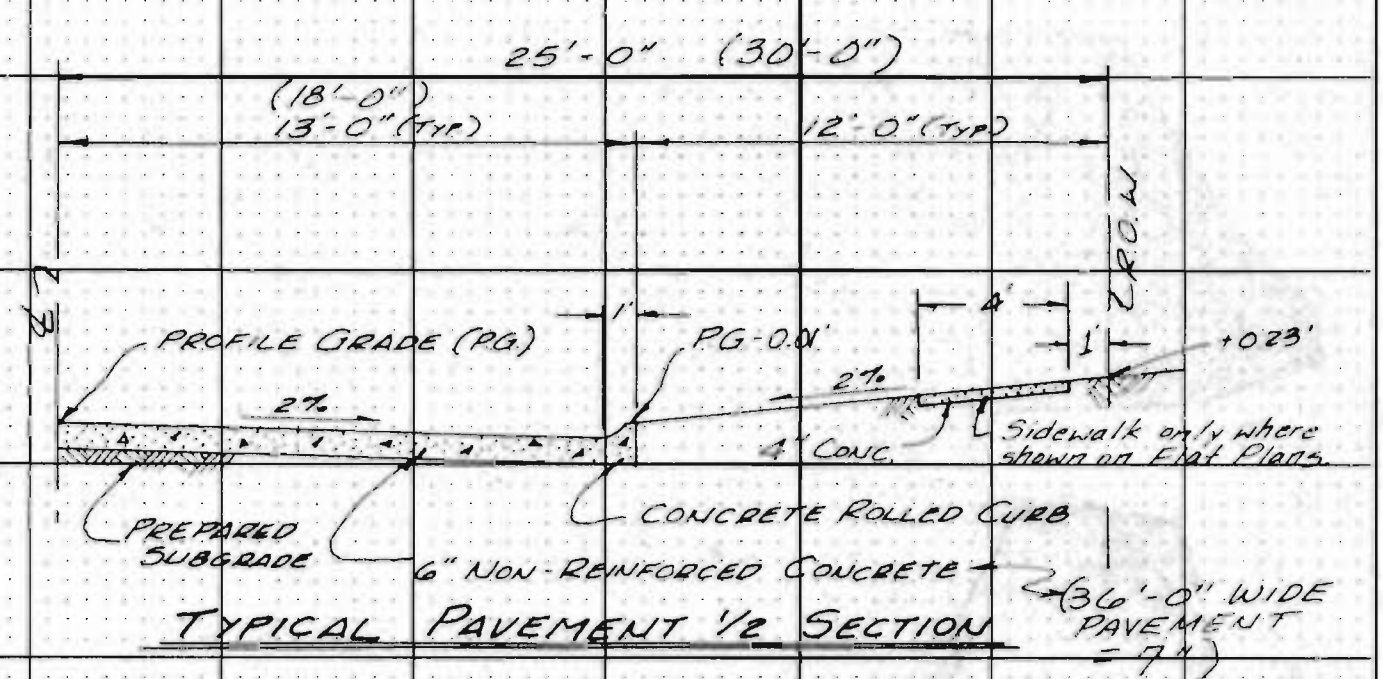 25'-0" (30'-0")
(18'-0")
13'-0" (TYP.)
12'-0" (TYP.)
R.O.W
℄
1'
4'
PROFILE GRADE (P.G.)
PG-0.01'
1'
+0.23'
2%
2%
4" CONC.
Sidewalk only where
shown on Plat Plans.
PREPARED
SUBGRADE
CONCRETE ROLLED CURB
6" NON-REINFORCED CONCRETE
(36'-0" WIDE
PAVEMENT
= 7")
TYPICAL PAVEMENT 1/2 SECTION